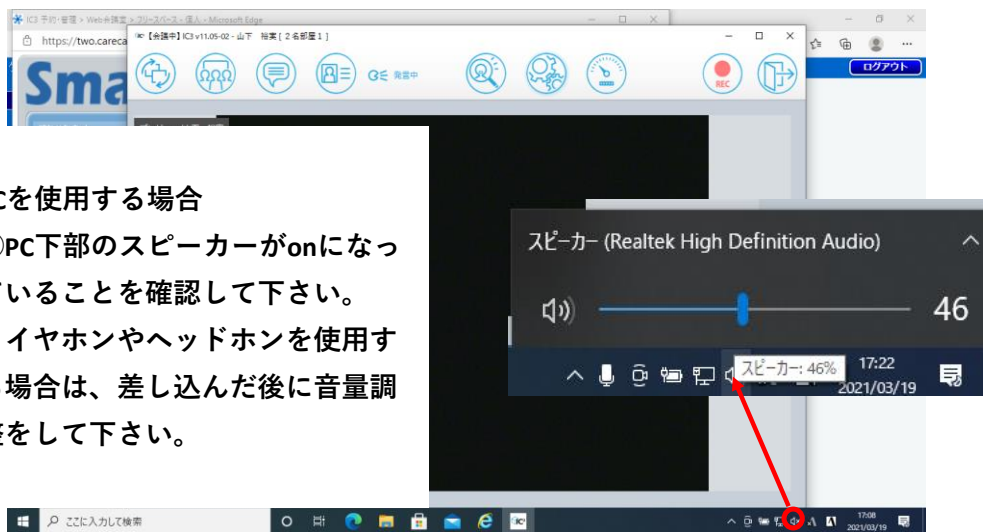 IC3 予約・管理 > Web会議室 > フリースペース - 個人 - Microsoft Edge
https://two.careca
【会議中】IC3 v11.05-02 - 山下 裕実 [ 2名部屋1 ]
発言中
REC
ログアウト
Sma
Cを使用する場合
PC下部のスピーカーがonになっ
ていることを確認して下さい。
イヤホンやヘッドホンを使用す
場合は、差し込んだ後に音量調
をして下さい。
スピーカー (Realtek High Definition Audio)
46
スピーカー: 46%
17:22
2021/03/19
ここに入力して検索
17:08
2021/03/19